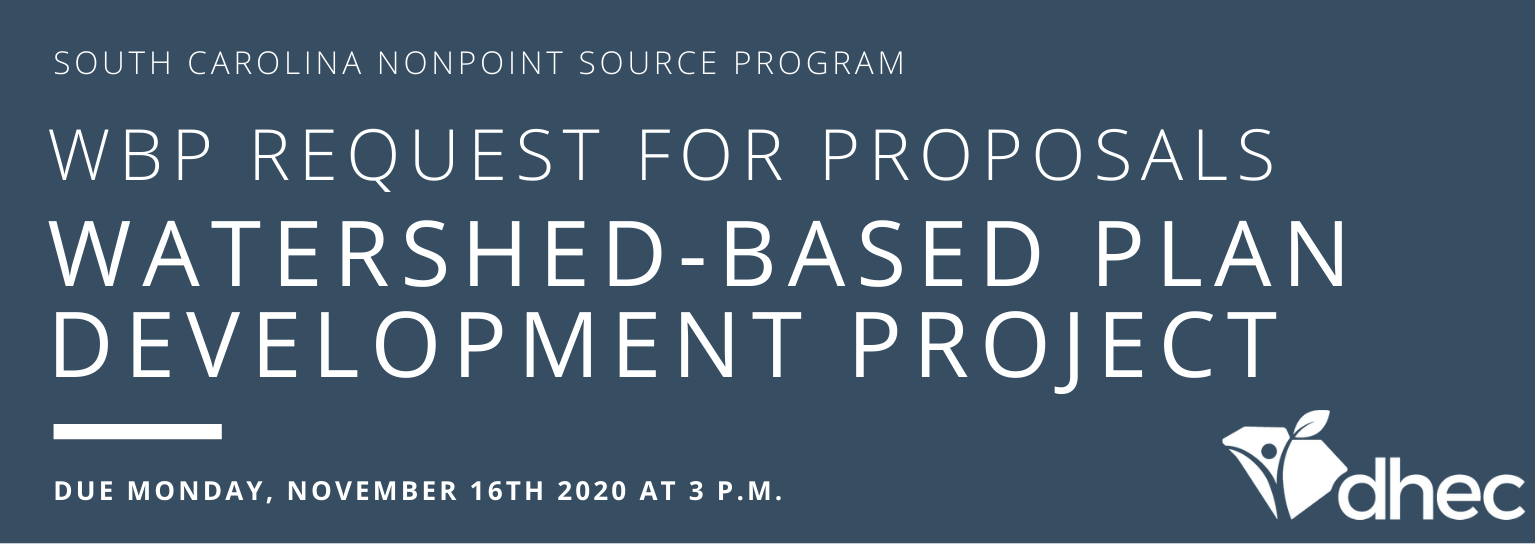 SOUTH CAROLINA NONPOINT SOURCE PROGRAM
WBP REQUEST FOR PROPOSALS
WATERSHED-BASED PLAN
DEVELOPMENT PROJECT
DUE MONDAY, NOVEMBER 16TH 2020 AT 3 P.M.
dhec